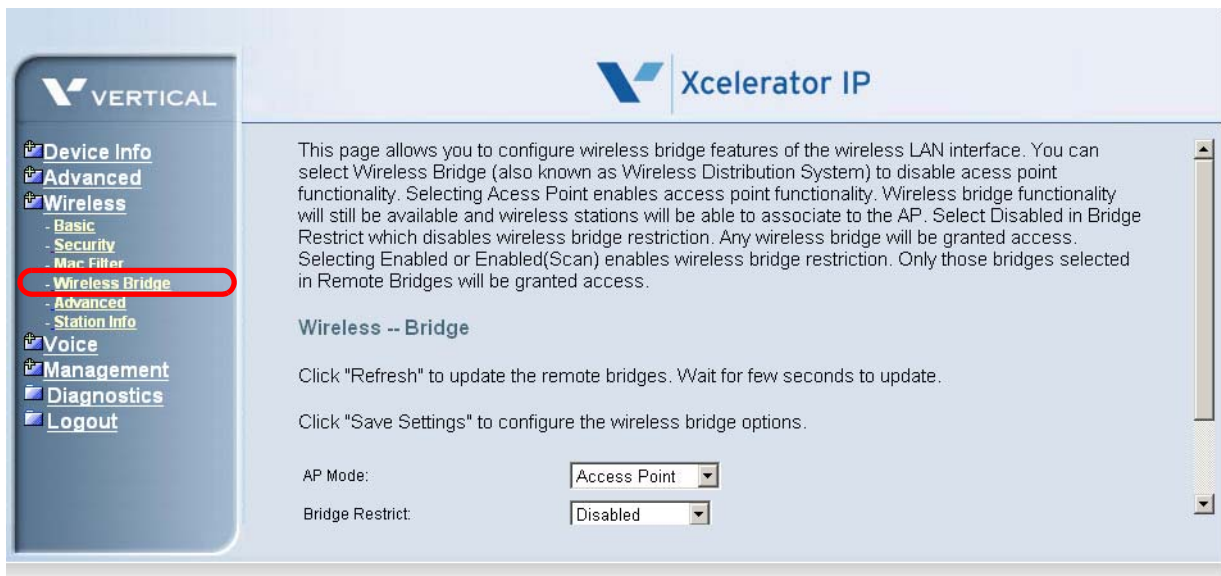 VERTICAL
Xcelerator IP
Device Info
Advanced
Wireless
- Basic
- Security
- Mac Filter
- Wireless Bridge
- Advanced
- Station Info
Voice
Management
Diagnostics
Logout
This page allows you to configure wireless bridge features of the wireless LAN interface. You can
select Wireless Bridge (also known as Wireless Distribution System) to disable acess point
functionality. Selecting Acess Point enables access point functionality. Wireless bridge functionality
will still be available and wireless stations will be able to associate to the AP. Select Disabled in Bridge
Restrict which disables wireless bridge restriction. Any wireless bridge will be granted access.
Selecting Enabled or Enabled(Scan) enables wireless bridge restriction. Only those bridges selected
in Remote Bridges will be granted access.
Wireless -- Bridge
Click "Refresh" to update the remote bridges. Wait for few seconds to update.
Click "Save Settings" to configure the wireless bridge options.
AP Mode: Access Point
Bridge Restrict: Disabled